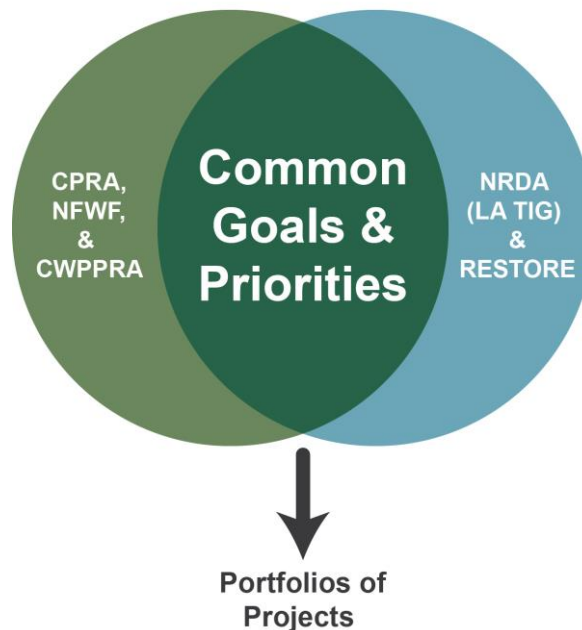 CPRA,
NFWF,
&
CWPPRA
Common
Goals &
Priorities
NRDA
(LA TIG)
&
RESTORE
Portfolios of
Projects